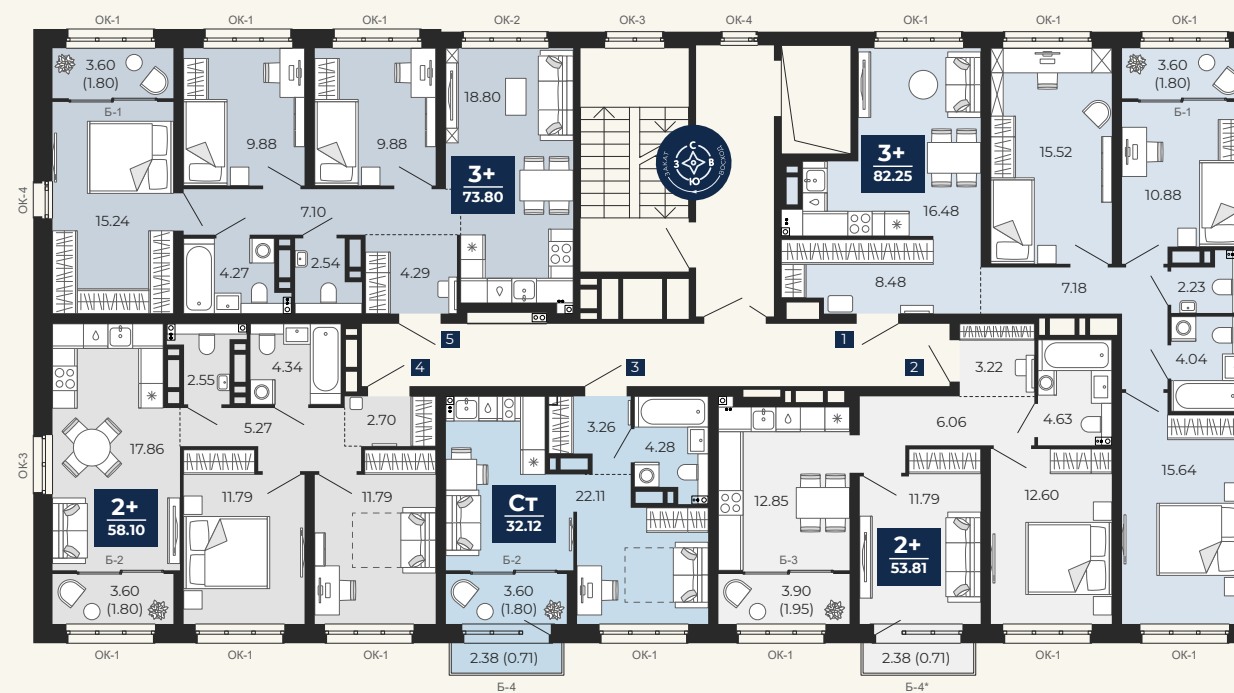 ОК-1
ОК-1
ОК-1
ОК-2
ОК-3
ОК-4
ОК-1
ОК-1
ОК-1
3.60
(1.80)
Б-1
9.88
9.88
18.80
3+
73.80
С
З
В
Ю
ЗАКАТ
ВОСХОД
3+
82.25
16.48
15.52
3.60
(1.80)
Б-1
10.88
ОК-4
15.24
7.10
4.27
2.54
4.29
8.48
7.18
2.23
5
4
3
1
2
2.55
4.34
3.22
4.04
2.70
5.27
17.86
3.26
4.28
6.06
4.63
ОК-3
11.79
11.79
2+
58.10
Б-2
Ст
32.12
22.11
Б-2
12.85
Б-3
11.79
2+
53.81
12.60
15.64
3.60
(1.80)
3.60
(1.80)
3.90
(1.95)
ОК-1
ОК-1
ОК-1
2.38 (0.71)
ОК-1
ОК-1
2.38 (0.71)
ОК-1
ОК-1
Б-4
Б-4*